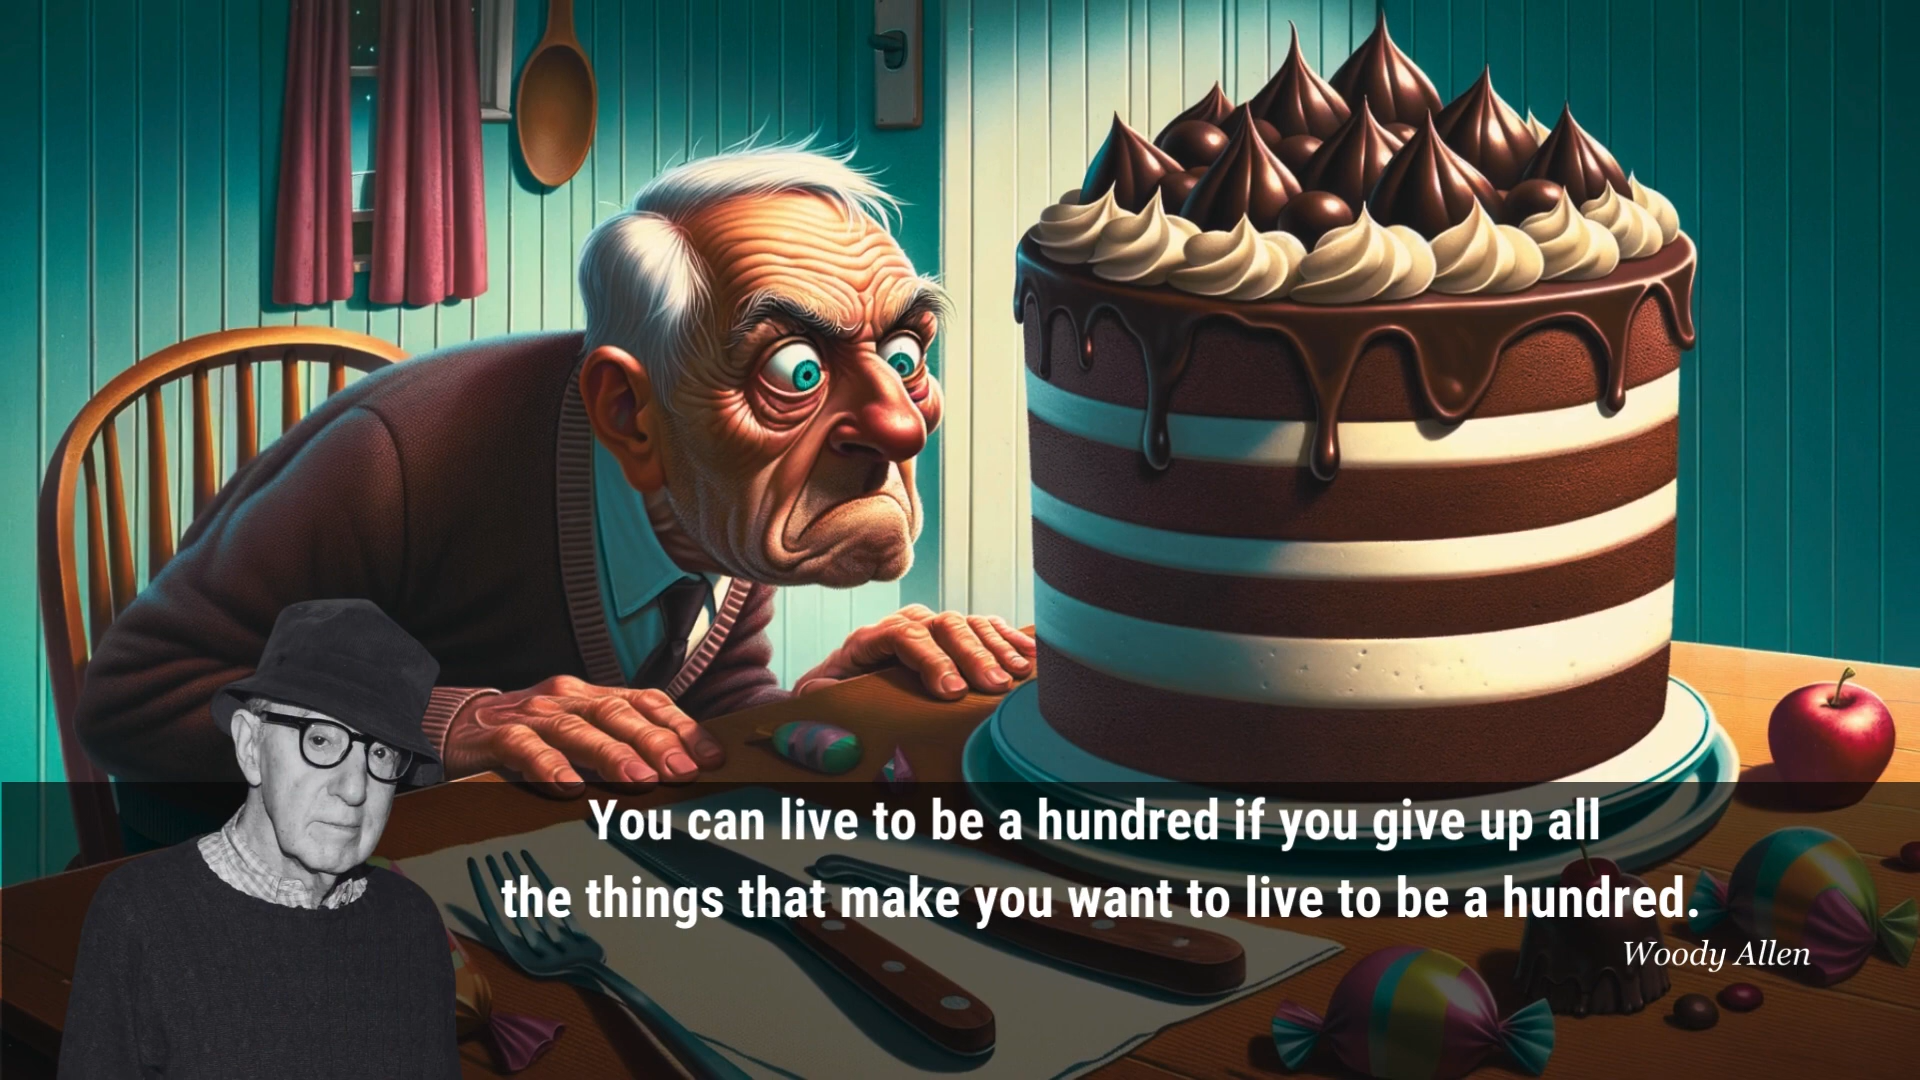 You can live to be a hundred if you give up all
the things that make you want to live to be a hundred.
Woody Allen